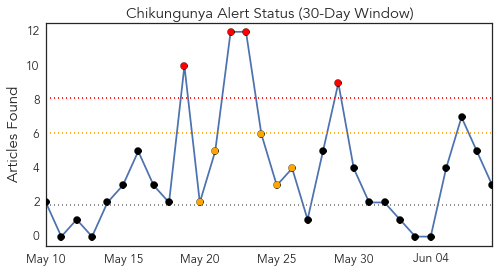 Chikungunya Alert Status (30-Day Window)
Articles Found
12
10
8
6
4
2
0
May 10 May 15 May 20 May 25 May 30 Jun 04